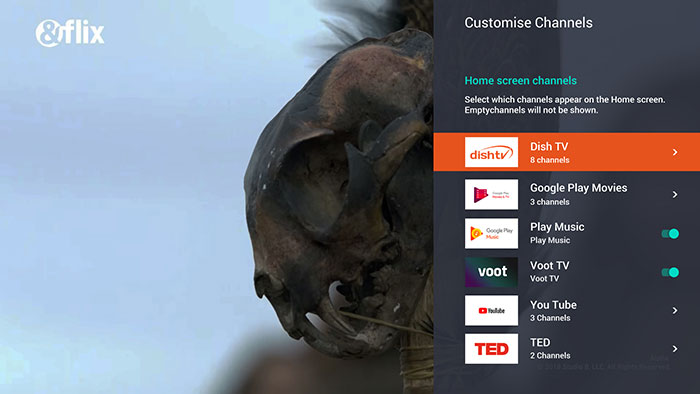 &flix
Customise Channels
Home screen channels
Select which channels appear on the Home screen.
Emptychannels will not be shown.
dishtv
Dish TV
8 channels
Google Play
Movies & TV
Google Play Movies
3 channels
Google Play
Music
Play Music
Play Music
voot
Voot TV
Voot TV
YouTube
You Tube
3 Channels
TED
TED
2 Channels
All Rights Reserved